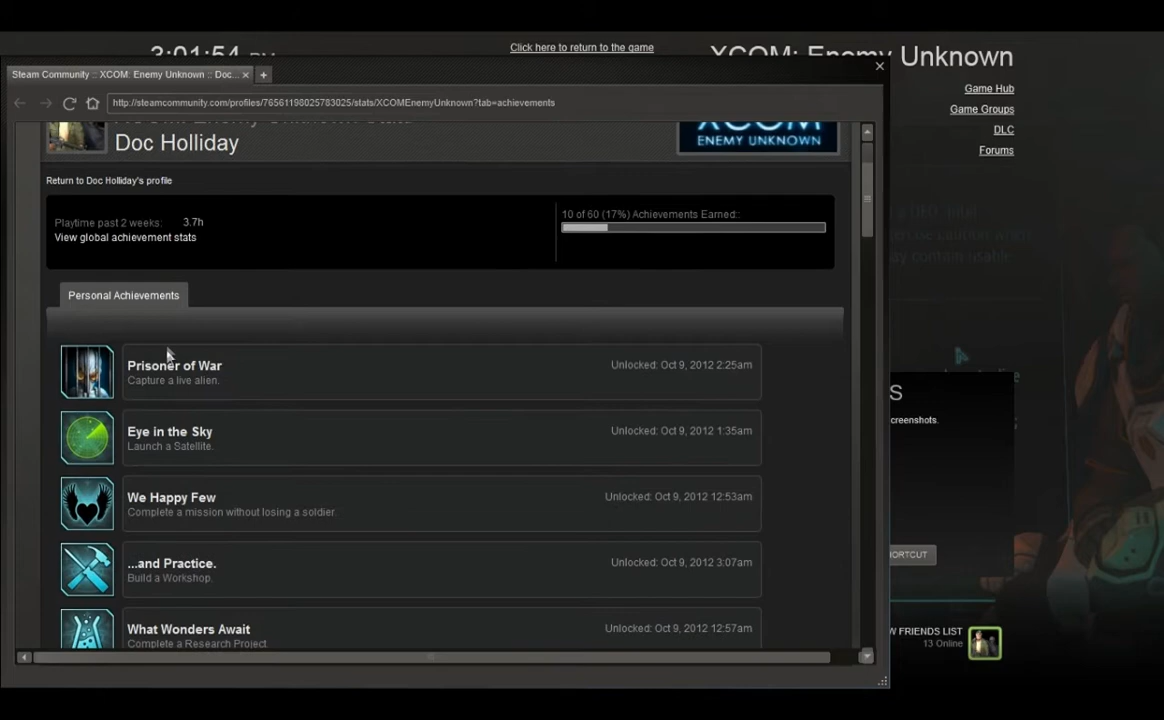 3:01:54 PM
Click here to return to the game
XCOM: Enemy Unknown
Steam Community :: XCOM: Enemy Unknown :: Doc...
Game Hub
http://steamcommunity.com/profiles/76561198025783025/stats/XCOMEnemyUnknown?tab=achievements
Game Groups
DLC
Forums
Doc Holliday
XCOM
ENEMY UNKNOWN
Return to Doc Holliday's profile
Playtime past 2 weeks: 3.7h
10 of 60 (17%) Achievements Earned::
View global achievement stats
Personal Achievements
Prisoner of War
Unlocked: Oct 9, 2012 2:25am
Capture a live alien.
Eye in the Sky
Unlocked: Oct 9, 2012 1:35am
Launch a Satellite.
creenshots.
We Happy Few
Unlocked: Oct 9, 2012 12:53am
Complete a mission without losing a soldier.
...and Practice.
Unlocked: Oct 9, 2012 3:07am
Build a Workshop.
ORTCUT
What Wonders Await
Unlocked: Oct 9, 2012 12:57am
Complete a Research Project.
W FRIENDS LIST
13 Online